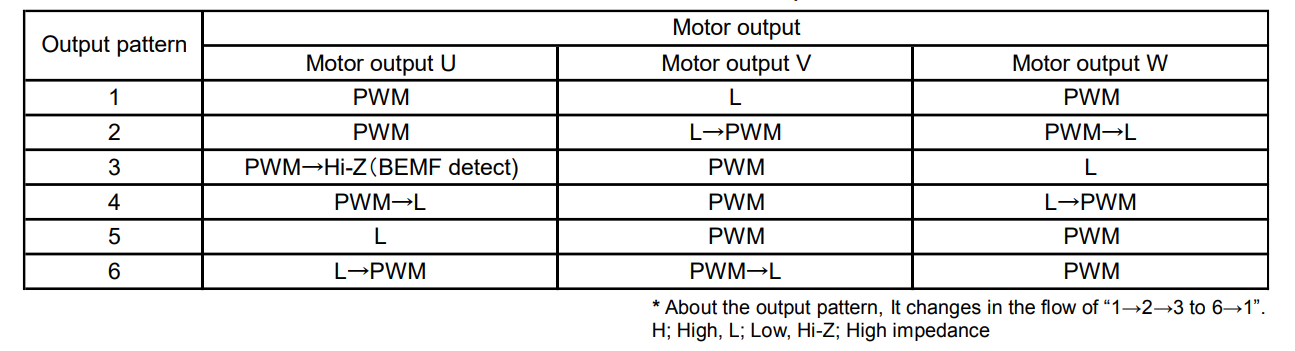 Output pattern Motor output
Motor output U Motor output V Motor output W
1 PWM L PWM
2 PWM L→PWM PWM→L
3 PWM→Hi-Z(BEMF detect) PWM L
4 PWM→L PWM L→PWM
5 L PWM PWM
6 L→PWM PWM→L PWM
* About the output pattern, It changes in the flow of “1→2→3 to 6→1”.
H; High, L; Low, Hi-Z; High impedance